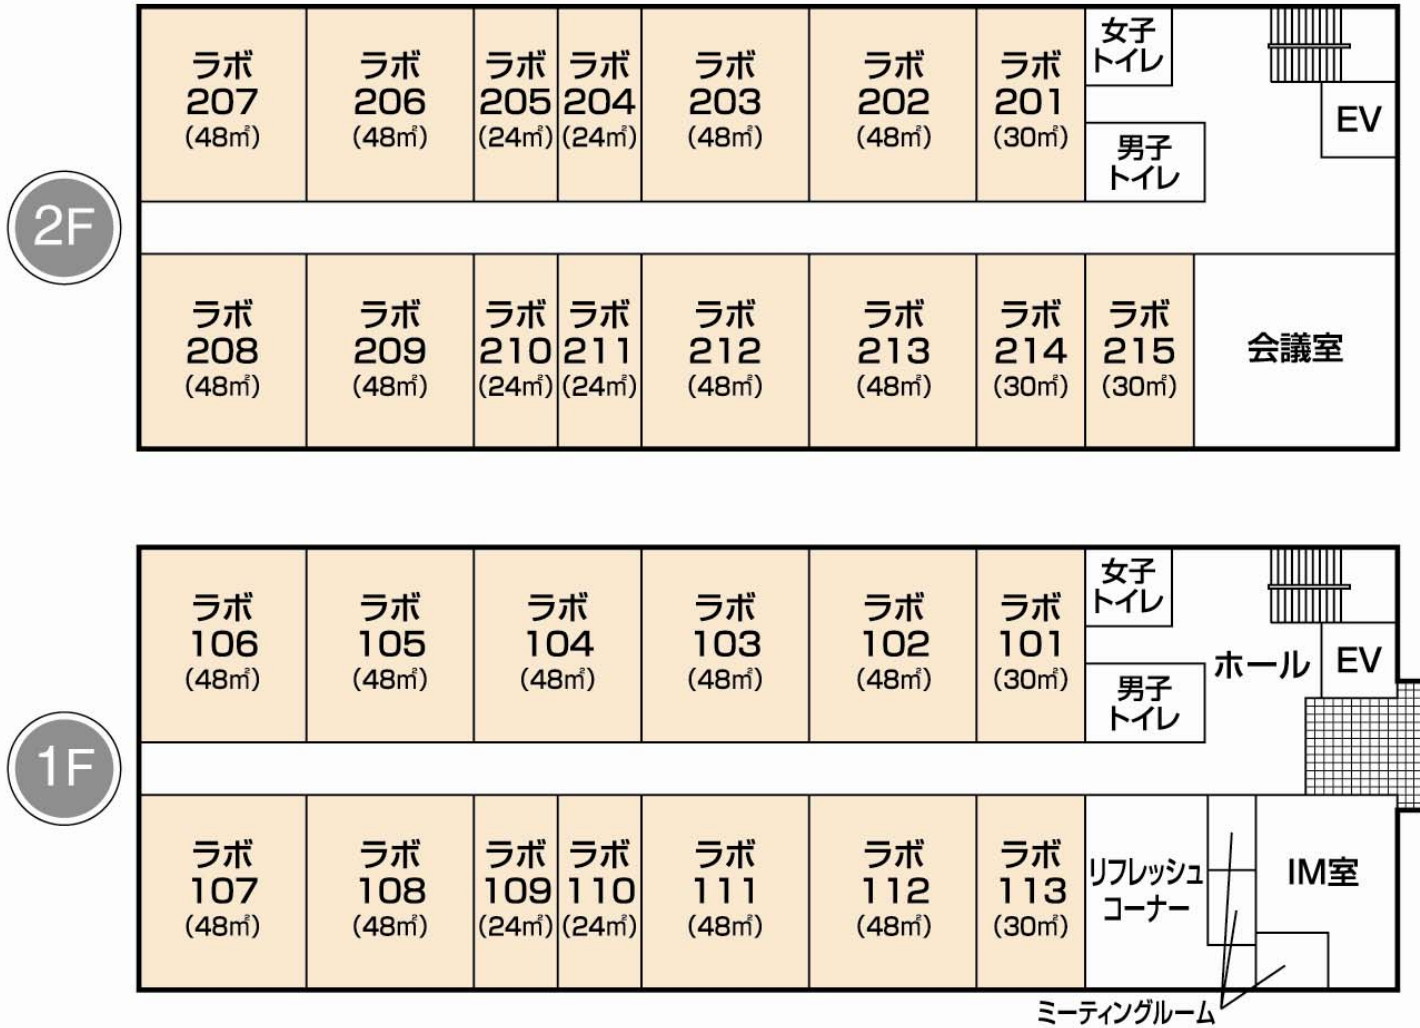 2F
ラボ
207
(48㎡)
ラボ
206
(48㎡)
ラボ
205
(24㎡)
ラボ
204
(24㎡)
ラボ
203
(48㎡)
ラボ
202
(48㎡)
ラボ
201
(30㎡)
女子
トイレ
男子
トイレ
EV
ラボ
208
(48㎡)
ラボ
209
(48㎡)
ラボ
210
(24㎡)
ラボ
211
(24㎡)
ラボ
212
(48㎡)
ラボ
213
(48㎡)
ラボ
214
(30㎡)
ラボ
215
(30㎡)
会議室
1F
ラボ
106
(48㎡)
ラボ
105
(48㎡)
ラボ
104
(48㎡)
ラボ
103
(48㎡)
ラボ
102
(48㎡)
ラボ
101
(30㎡)
女子
トイレ
男子
トイレ
ホール
EV
ラボ
107
(48㎡)
ラボ
108
(48㎡)
ラボ
109
(24㎡)
ラボ
110
(24㎡)
ラボ
111
(48㎡)
ラボ
112
(48㎡)
ラボ
113
(30㎡)
リフレッシュ
コーナー
IM室
ミーティングルーム